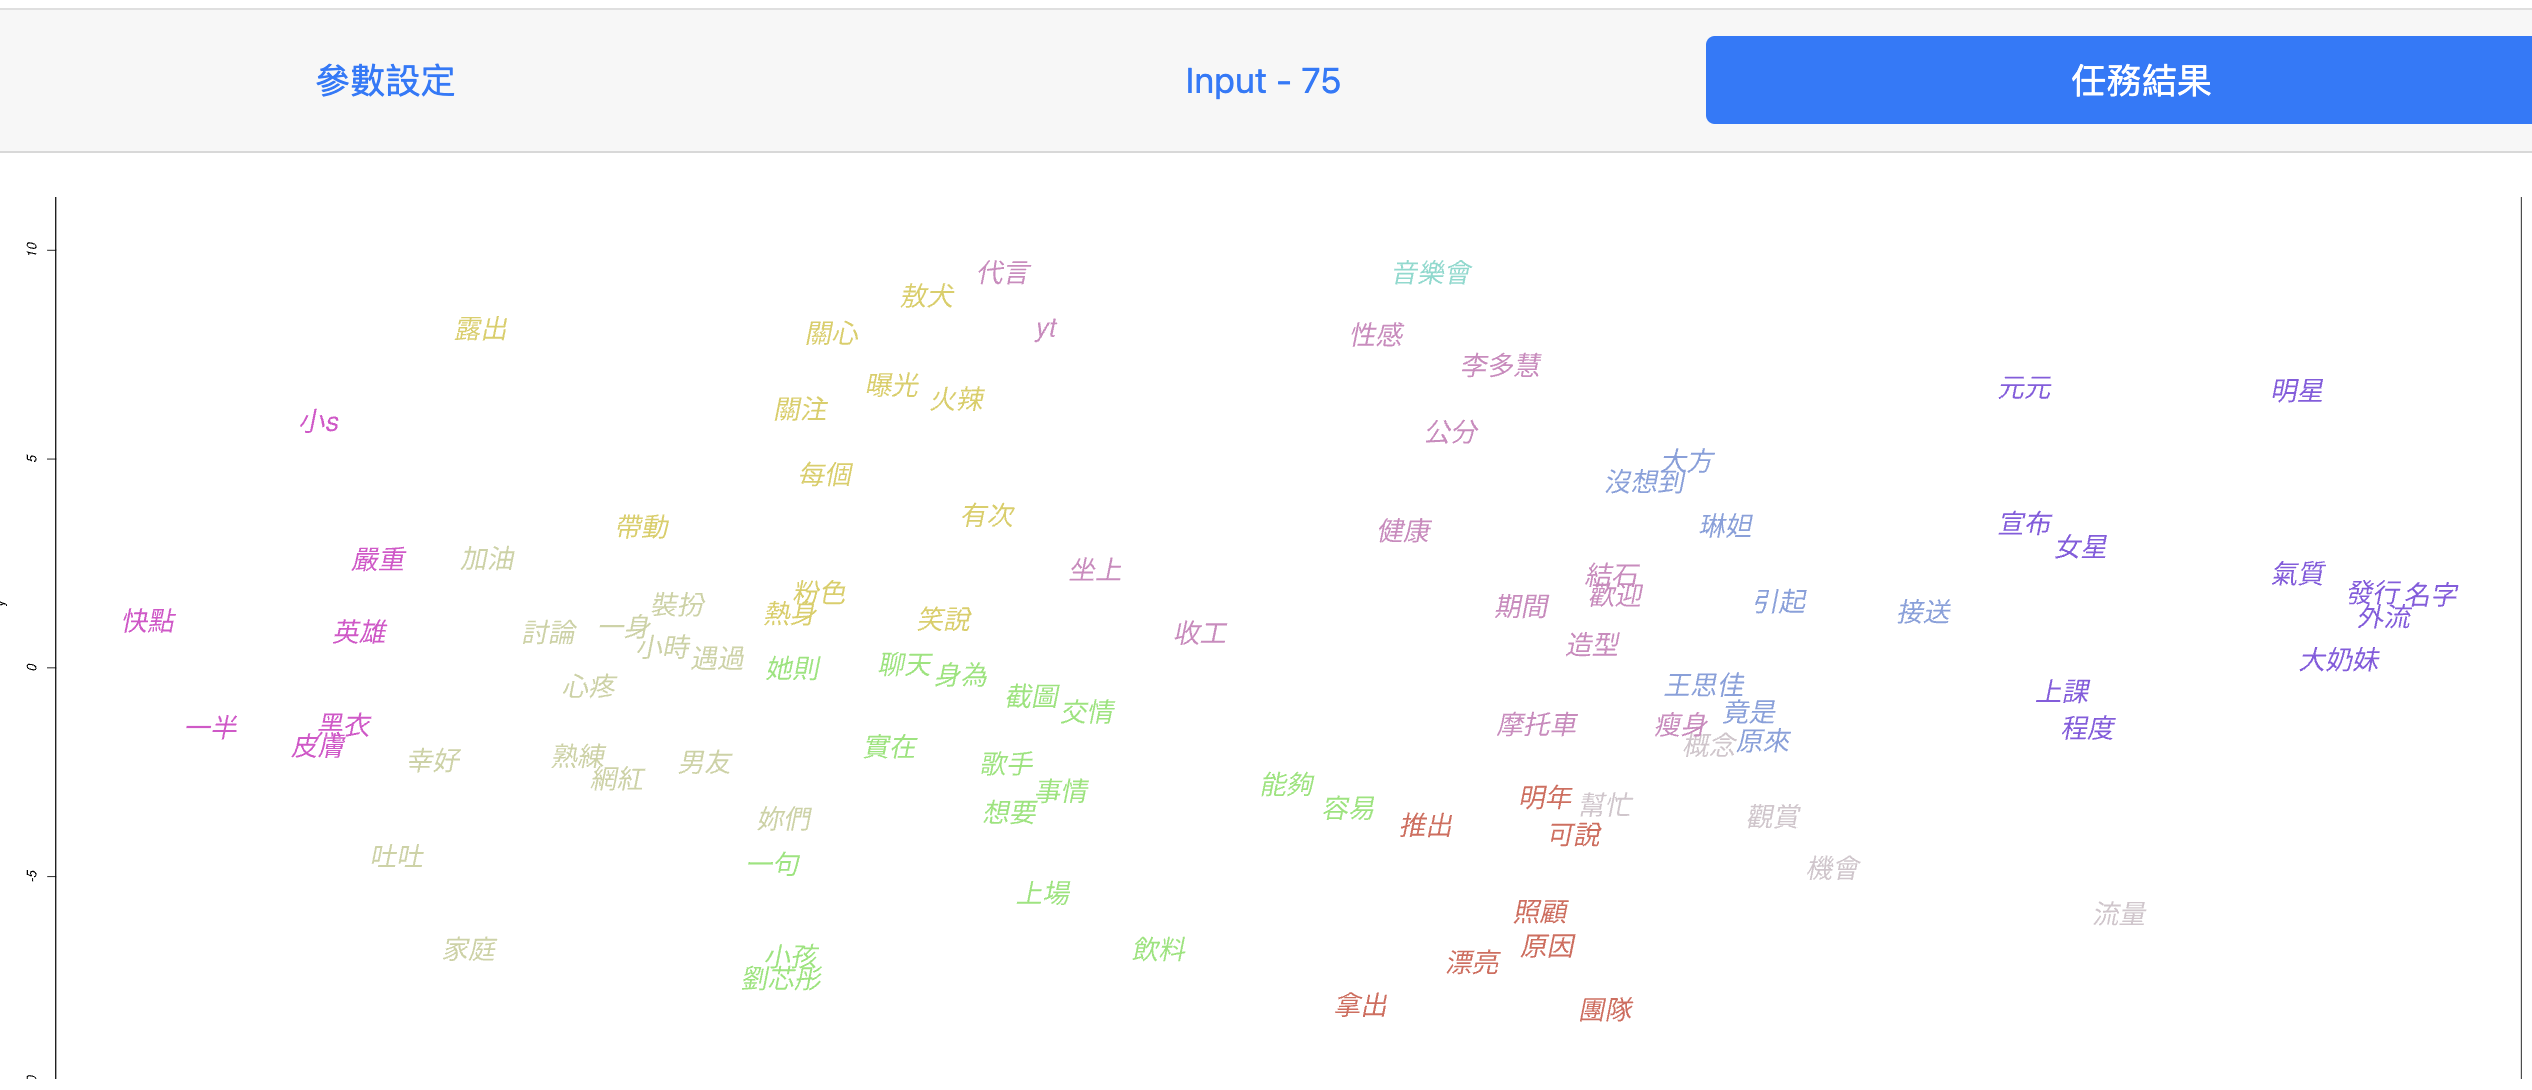 參數設定
Input - 75
任務結果
10
代言
音樂會
敖犬
露出
關心
yt
性感
李多慧
曝光
火辣
元元
明星
關注
小s
公分
5
大方
沒想到
每個
有次
帶動
健康
琳妲
宣布
女星
嚴重
加油
坐上
結石
氣質
粉色
歡迎
發行
名字
裝扮
熱身
期間
引起
接送
外流
快點
笑說
英雄
討論
一身
收工
小時
造型
遇過
0
她則
聊天
身為
大奶妹
心疼
王思佳
上課
截圖
交情
竟是
一半
黑衣
摩托車
瘦身
程度
皮膚
實在
概念
原來
幸好
熟練
男友
歌手
網紅
事情
能夠
明年
幫忙
容易
想要
妳們
推出
可說
觀賞
吐吐
一句
機會
-5
上場
照顧
流量
家庭
小孩
飲料
原因
漂亮
劉芯彤
拿出
團隊